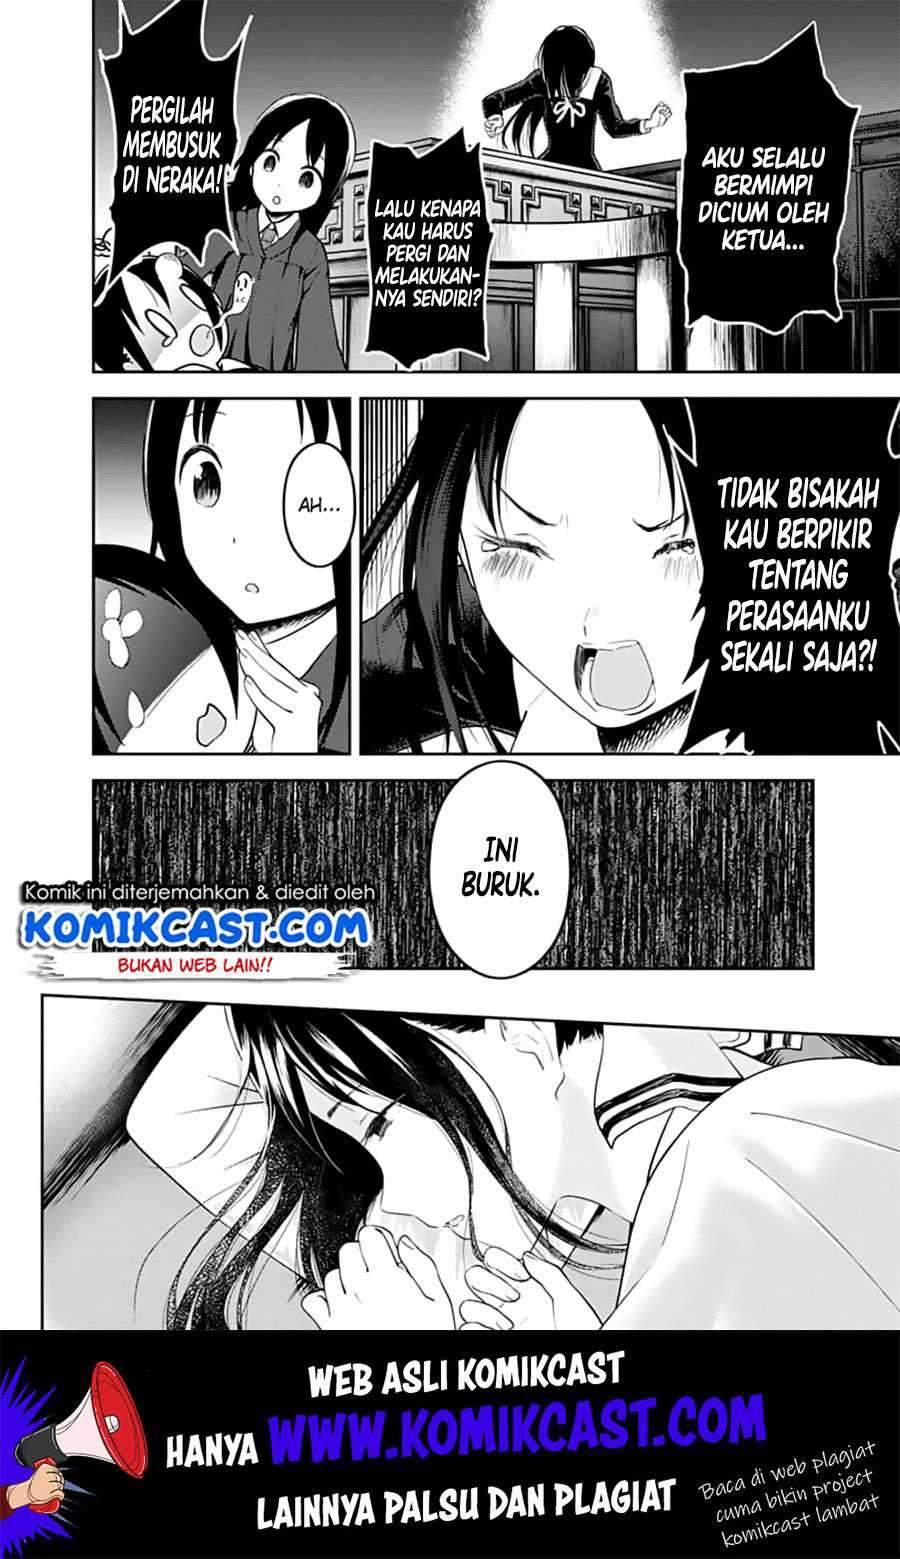 AKU SELALU
BERMIMPI
DICIUM OLEH
KETUA...
LALU KENAPA
KAU HARUS
PERGI DAN
MELAKUKAN-
NYA SENDIRI?
PERGILAH
MEMBUSUK
DI NERAKA!
TIDAK BISAKAH
KAU BERPIKIR
TENTANG
PERASAANKU
SEKALI SAJA?!
AH...
INI
BURUK.
Komik ini diterjemahkan & diedit oleh
KOMIKCAST.COM
BUKAN WEB LAIN!!
WEB ASLI KOMIKCAST
HANYA WWW.KOMIKCAST.COM
LAINNYA PALSU DAN PLAGIAT
Baca di web plagiat
cuma bikin project
komikcast lambat